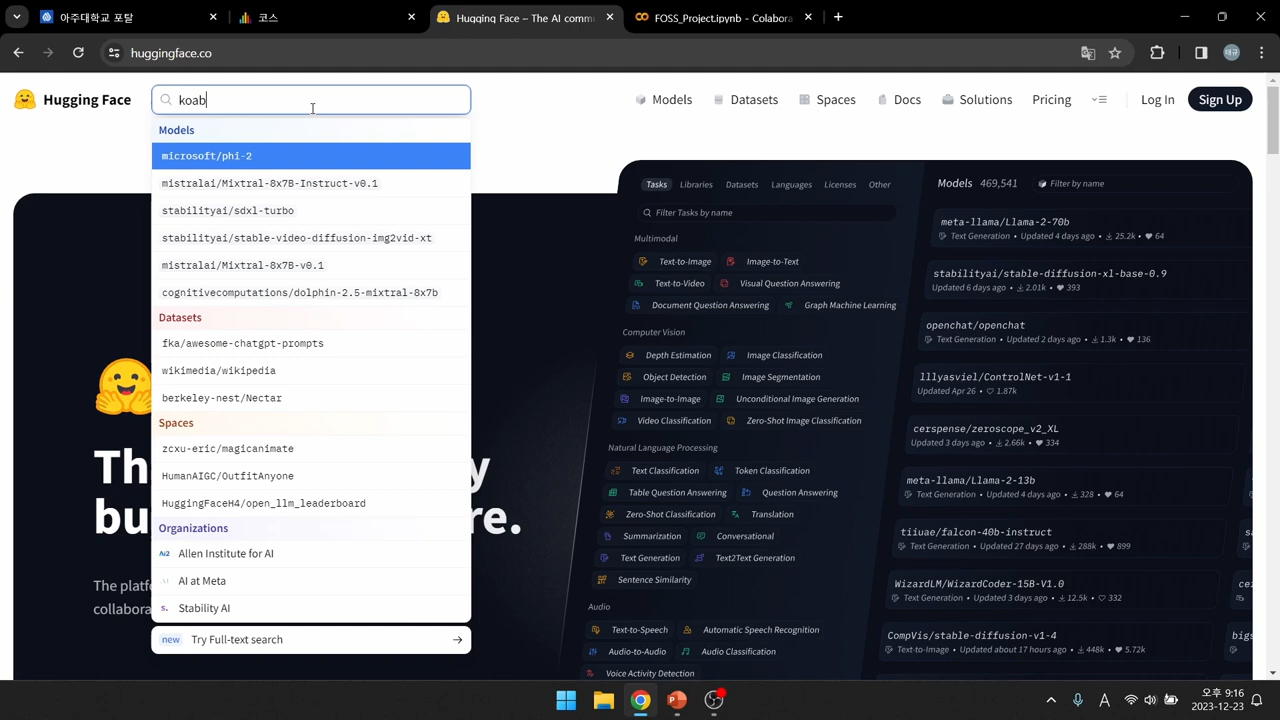 아주대학교 포탈
코스
Hugging Face – The AI commu
FOSS_Project.ipynb - Colabora
huggingface.co
Hugging Face
koab
Models
Datasets
Spaces
Docs
Solutions
Pricing
Log In
Sign Up
Models
microsoft/phi-2
mistralai/Mixtral-8x7B-Instruct-v0.1
stabilityai/sdxl-turbo
stabilityai/stable-video-diffusion-img2vid-xt
mistralai/Mixtral-8x7B-v0.1
cognitivecomputations/dolphin-2.5-mixtral-8x7b
Datasets
fka/awesome-chatgpt-prompts
wikimedia/wikipedia
berkeley-nest/Nectar
Spaces
zcxu-eric/magicanimate
HumanAIGC/OutfitAnyone
HuggingFaceH4/open_llm_leaderboard
Organizations
Ai2 Allen Institute for AI
AI at Meta
S. Stability AI
new Try Full-text search
Th
y
bu
re.
The platf
collabora
Tasks Libraries Datasets Languages Licenses Other
Filter Tasks by name
Multimodal
Text-to-Image Image-to-Text
Text-to-Video Visual Question Answering
Document Question Answering Graph Machine Learning
Computer Vision
Depth Estimation Image Classification
Object Detection Image Segmentation
Image-to-Image Unconditional Image Generation
Video Classification Zero-Shot Image Classification
Natural Language Processing
Text Classification Token Classification
Table Question Answering Question Answering
Zero-Shot Classification Translation
Summarization Conversational
Text Generation Text2Text Generation
Sentence Similarity
Audio
Text-to-Speech Automatic Speech Recognition
Audio-to-Audio Audio Classification
Voice Activity Detection
Models 469,541 Filter by name
meta-llama/Llama-2-70b
Text Generation • Updated 4 days ago • 25.2k • 64
stabilityai/stable-diffusion-xl-base-0.9
Updated 6 days ago • 2.01k • 393
openchat/openchat
Text Generation • Updated 2 days ago • 1.3k • 136
lllyasviel/ControlNet-v1-1
Updated Apr 26 • 1.87k
cerspense/zeroscope_v2_XL
Updated 3 days ago • 2.66k • 334
meta-llama/Llama-2-13b
Text Generation • Updated 4 days ago • 328 • 64
tiiuae/falcon-40b-instruct
Text Generation • Updated 27 days ago • 288k • 899
WizardLM/WizardCoder-15B-V1.0
Text Generation • Updated 3 days ago • 12.5k • 332
CompVis/stable-diffusion-v1-4
Text-to-Image • Updated about 17 hours ago • 448k • 5.72k
A
오후 9:16
2023-12-23